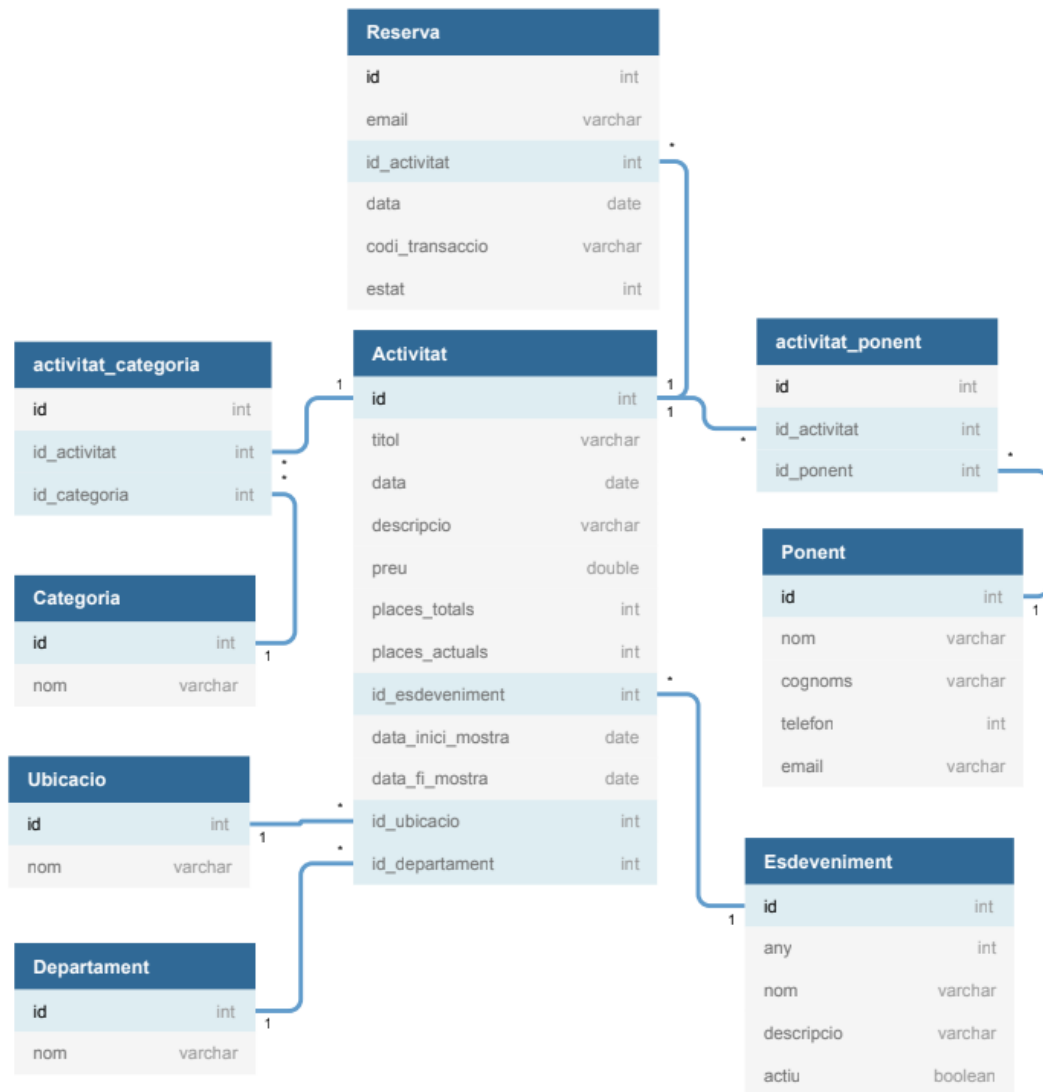 Reserva
id int
email varchar
* 
id_activitat int
data date
codi_transaccio varchar
estat int
activitat_categoria
id int
id_activitat int
*
*
id_categoria int
Activitat
1 1
id int
1
titol varchar
data date
descripcio varchar
preu double
places_totals int
places_actuals int
*
id_esdeveniment int
data_inici_mostra date
data_fi_mostra date
*
id_ubicacio int
*
id_departament int
activitat_ponent
id int
id_activitat int
*
*
id_ponent int
Categoria
id int
1
nom varchar
Ponent
id int
1
nom varchar
cognoms varchar
telefon int
email varchar
Ubicacio
id int
1
nom varchar
Departament
id int
1
nom varchar
Esdeveniment
id int
1
any int
nom varchar
descripcio varchar
actiu boolean